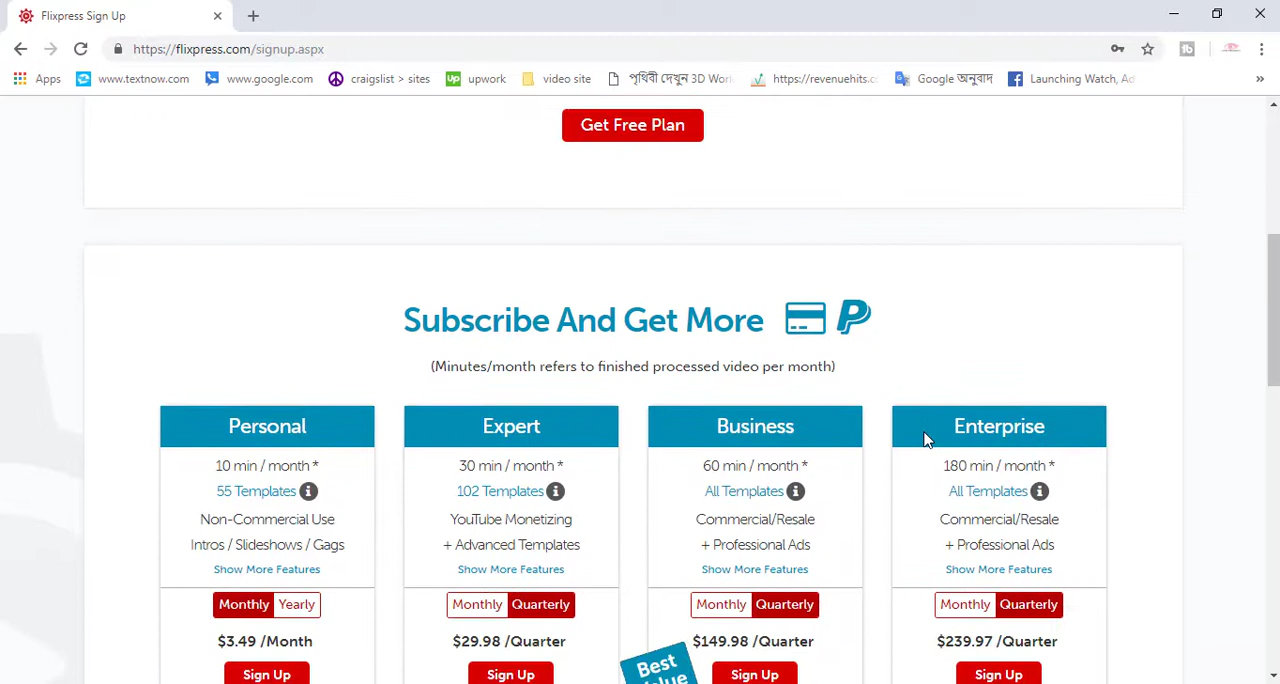 Flixpress Sign Up
https://flixpress.com/signup.aspx
Apps www.textnow.com www.google.com craigslist > sites upwork video site পৃথিবী দেখুন 3D Wor https://revenuehits.c Google অনুবাদ Launching Watch, Ad
Get Free Plan
Subscribe And Get More
(Minutes/month refers to finished processed video per month)
Personal Expert Business Enterprise
10 min / month * 30 min / month * 60 min / month * 180 min / month *
55 Templates 102 Templates All Templates All Templates
Non-Commercial Use YouTube Monetizing Commercial/Resale Commercial/Resale
Intros / Slideshows / Gags + Advanced Templates + Professional Ads + Professional Ads
Show More Features Show More Features Show More Features Show More Features
Monthly Yearly Monthly Quarterly Monthly Quarterly Monthly Quarterly
$3.49 /Month $29.98 /Quarter $149.98 /Quarter $239.97 /Quarter
Sign Up Sign Up Best Value Sign Up Sign Up